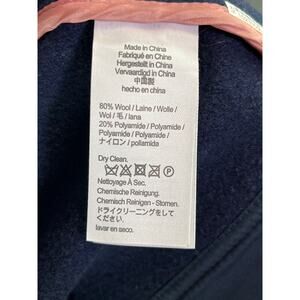 Made in China
Fabriqué en China
Hergestellt in China
Vervaardigd in China
中国製
hecho en china
80% Wool / Laine / Wolle /
Wol / 毛 / lana
20% Polyamide / Polyamide /
Polyamide / Polyamide /
ナイロン / poliamida
Dry Clean.
Nettoyage À Sec.
Chemische Reinigung.
Chemisch Reinigen - Stomen.
ドライクリーニングをして
ください.
lavar en seco.